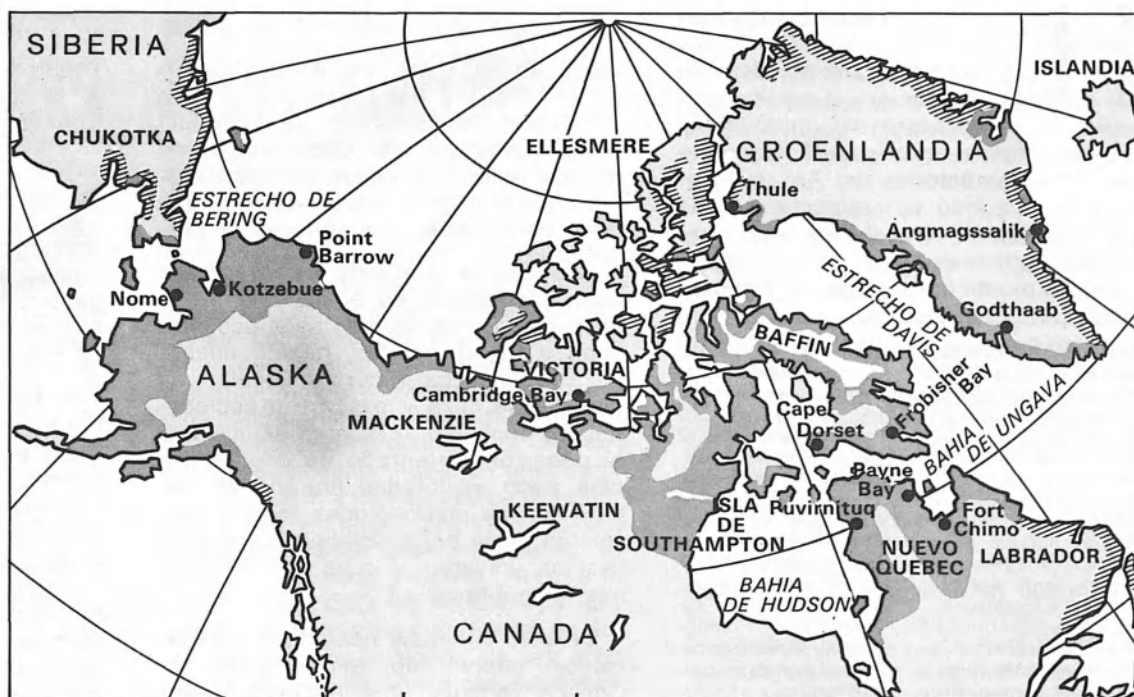 SIBERIA
ISLANDIA
CHUKOTKA
ELLESMERE
GROENLANDIA
Thule
ESTRECHO DE
BERING
Point
Barrow
Angmagssalik
Nome
Kotzebue
ESTRECHO DE
DAVIS
Godthaab
BAFFIN
ALASKA
VICTORIA
Cambridge Bay
Frobisher
Bay
MACKENZIE
Cape
Dorset
BAHIA
DE UNGAVA
Bayne
Bay
KEEWATIN
SLA
DE
SOUTHAMPTON
Puvirnituq
Fort
Chimo
NUEVO
QUEBEC
LABRADOR
BAHIA
DE HUDSON
CANADA